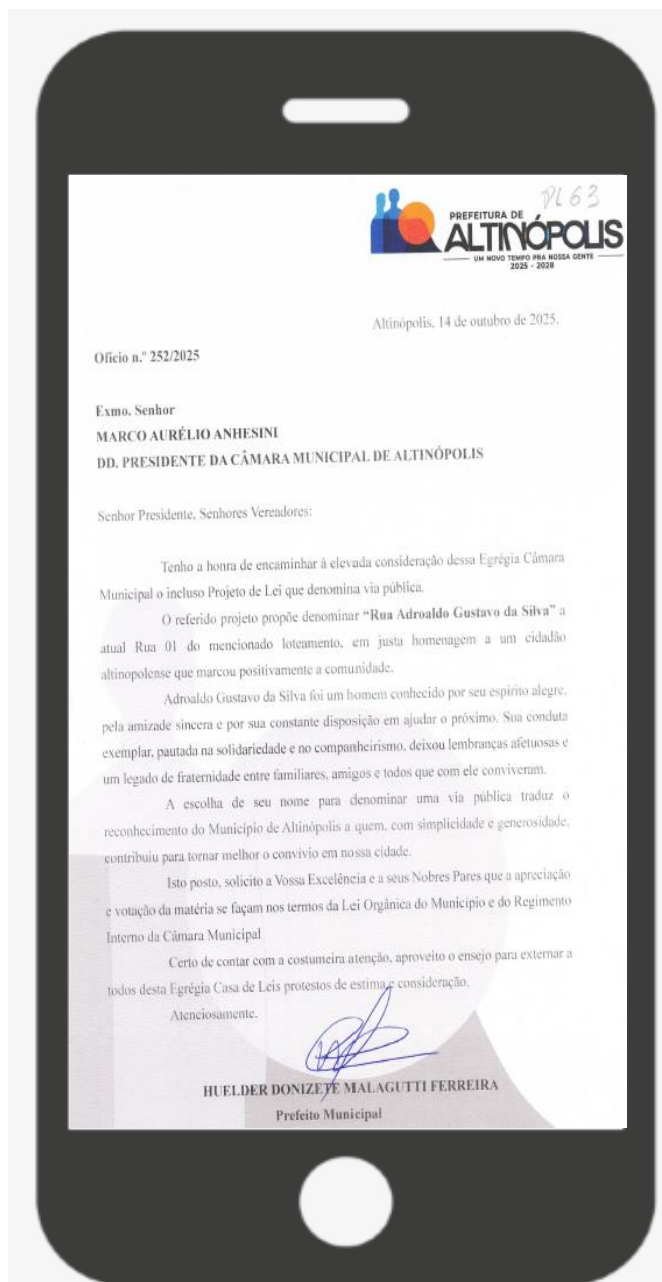 PL 63
PREFEITURA DE
ALTINÓPOLIS
UM NOVO TEMPO PRA NOSSA GENTE
2025 - 2028
Altinópolis, 14 de outubro de 2025.
Ofício n.º 252/2025
Exmo. Senhor
MARCO AURÉLIO ANHESINI
DD. PRESIDENTE DA CÂMARA MUNICIPAL DE ALTINÓPOLIS
Senhor Presidente, Senhores Vereadores:
Tenho a honra de encaminhar à elevada consideração dessa Egrégia Câmara
Municipal o incluso Projeto de Lei que denomina via pública.
O referido projeto propõe denominar “Rua Adroaldo Gustavo da Silva” a
atual Rua 01 do mencionado loteamento, em justa homenagem a um cidadão
altinopolense que marcou positivamente a comunidade.
Adroaldo Gustavo da Silva foi um homem conhecido por seu espírito alegre,
pela amizade sincera e por sua constante disposição em ajudar o próximo. Sua conduta
exemplar, pautada na solidariedade e no companheirismo, deixou lembranças afetuosas e
um legado de fraternidade entre familiares, amigos e todos que com ele conviveram.
A escolha de seu nome para denominar uma via pública traduz o
reconhecimento do Município de Altinópolis a quem, com simplicidade e generosidade,
contribuiu para tornar melhor o convívio em nossa cidade.
Isto posto, solicito a Vossa Excelência e a seus Nobres Pares que a apreciação
e votação da matéria se façam nos termos da Lei Orgânica do Município e do Regimento
Interno da Câmara Municipal
Certo de contar com a costumeira atenção, aproveito o ensejo para externar a
todos desta Egrégia Casa de Leis protestos de estima e consideração.
Atenciosamente.
HUELDER DONIZETE MALAGUTTI FERREIRA
Prefeito Municipal